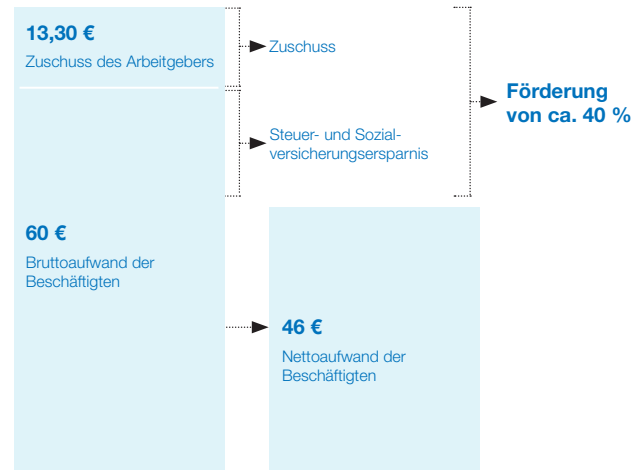 13,30 €
Zuschuss des Arbeitgebers
Zuschuss
Förderung
von ca. 40 %
Steuer- und Sozial-
versicherungsersparnis
60 €
Bruttoaufwand der
Beschäftigten
46 €
Nettoaufwand der
Beschäftigten